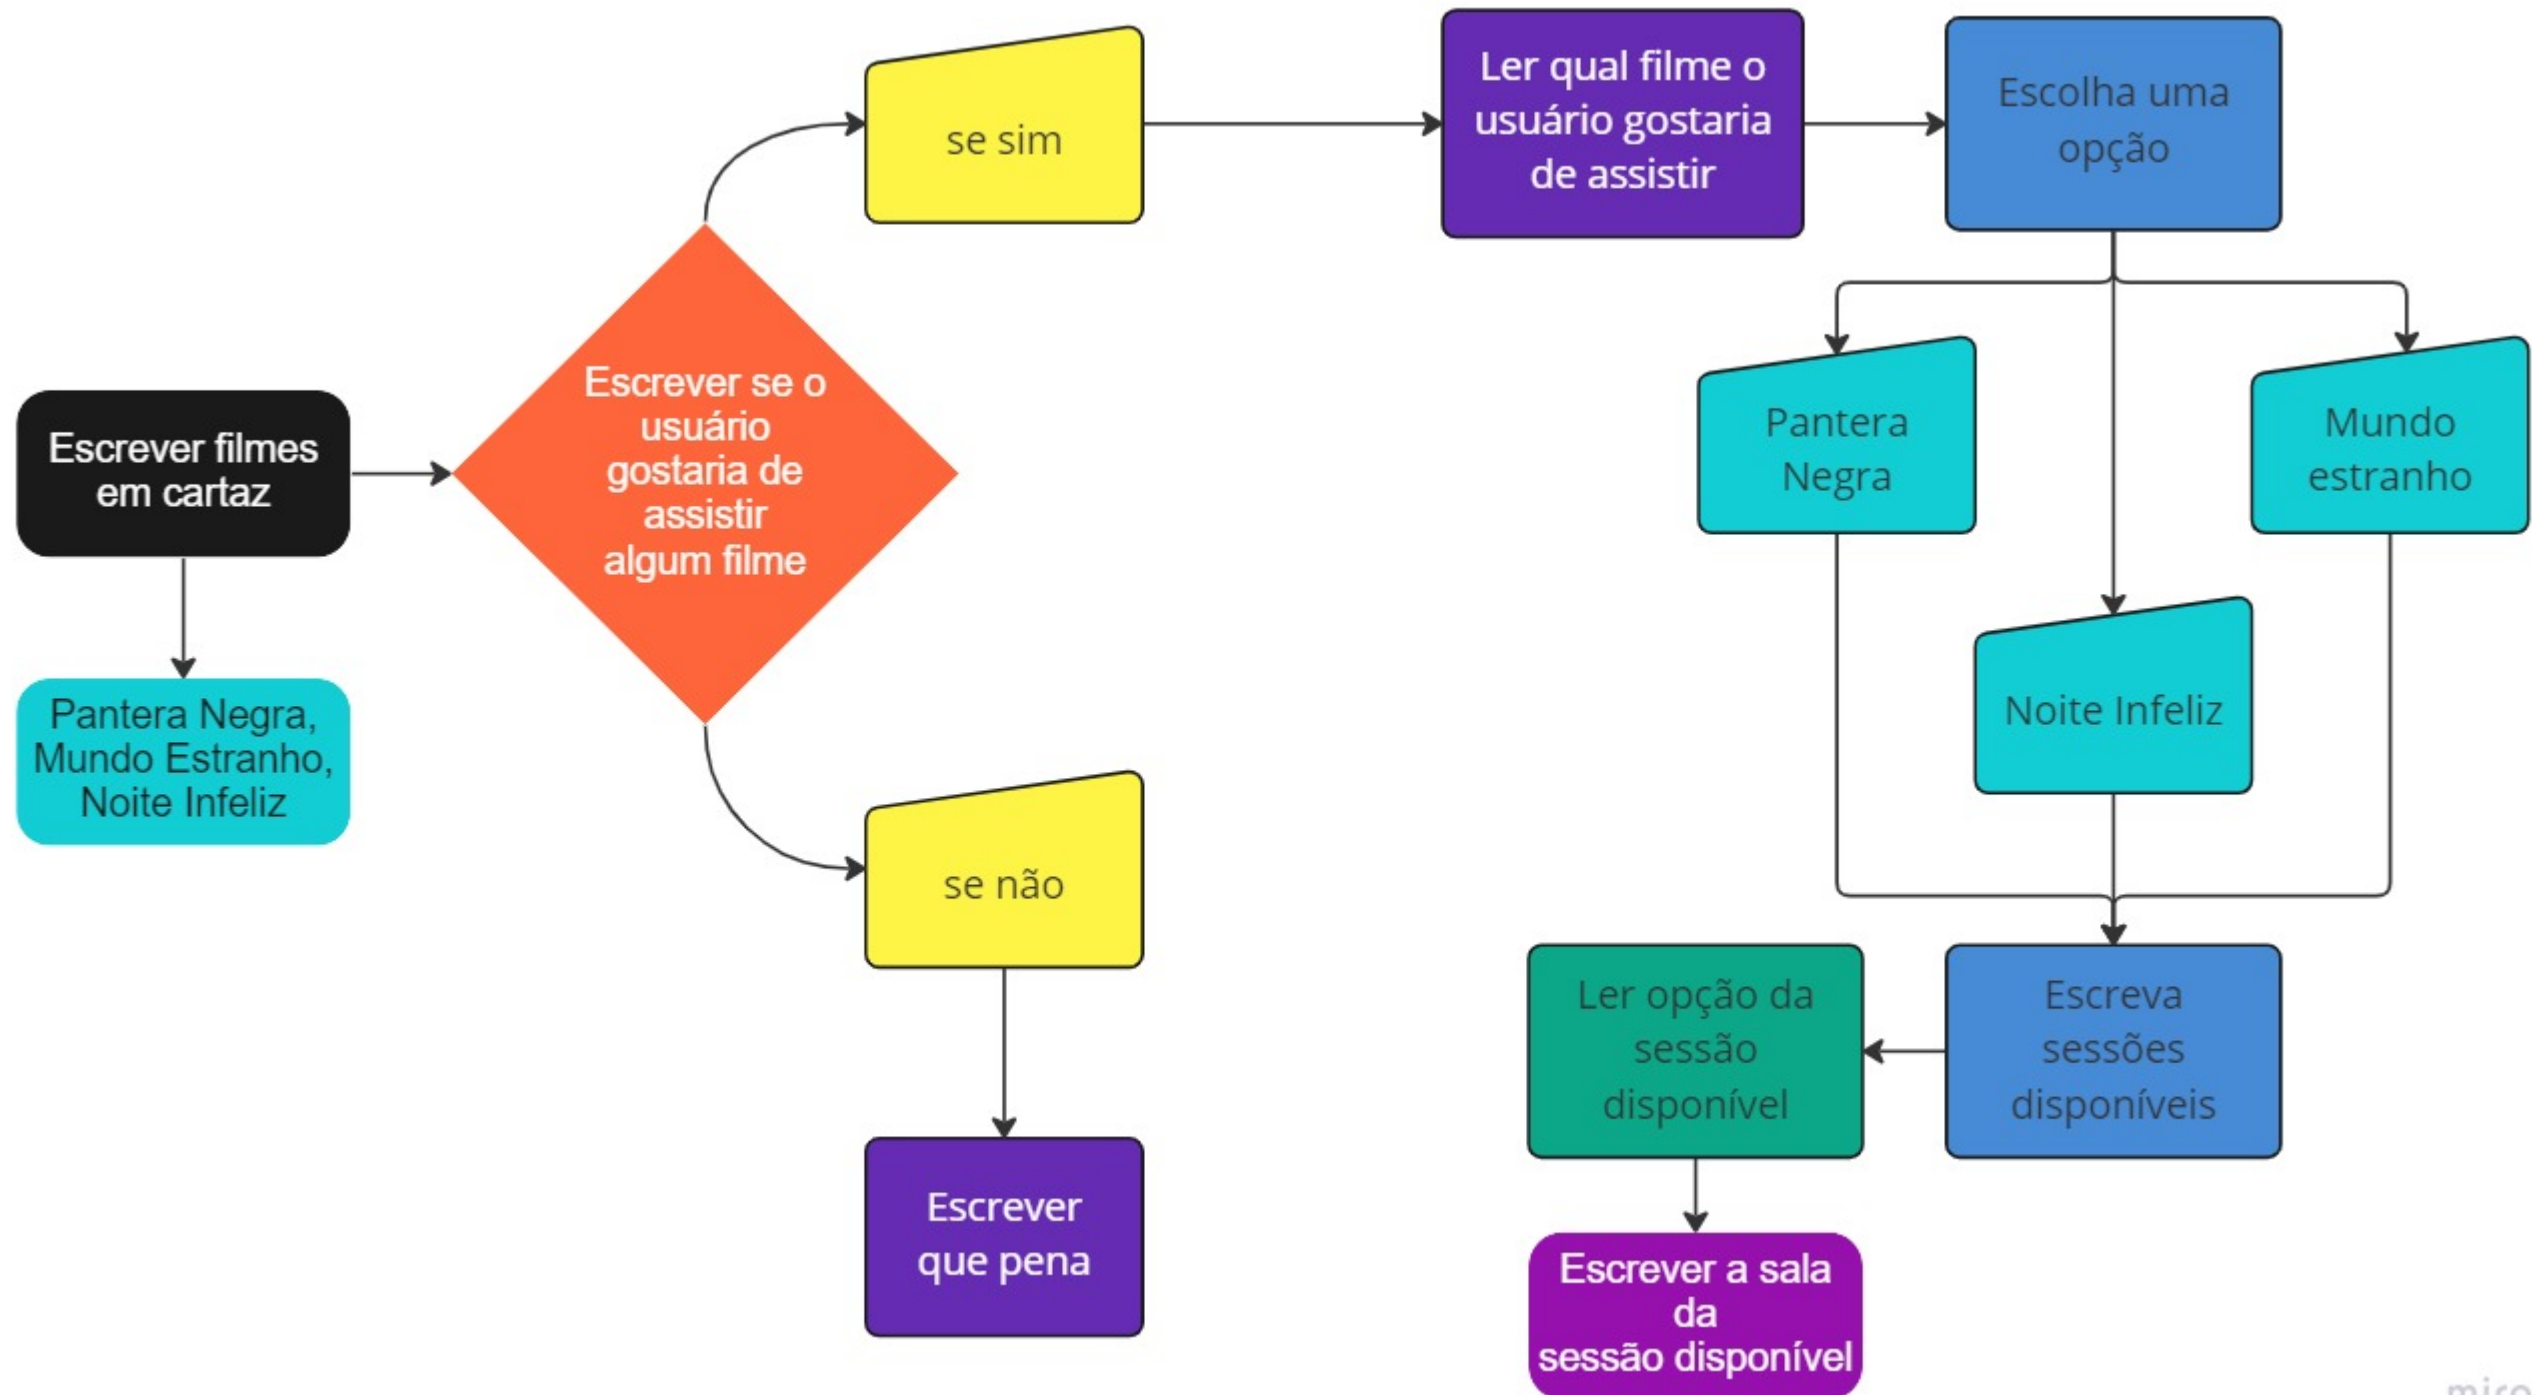 Escrever filmes
em cartaz
Pantera Negra,
Mundo Estranho,
Noite Infeliz
Escrever se o
usuário
gostaria de
assistir
algum filme
se sim
se não
Escrever
que pena
Ler qual filme o
usuário gostaria
de assistir
Escolha uma
opção
Pantera
Negra
Mundo
estranho
Noite Infeliz
Escreva
sessões
disponíveis
Ler opção da
sessão
disponível
Escrever a sala
da
sessão disponível
miro